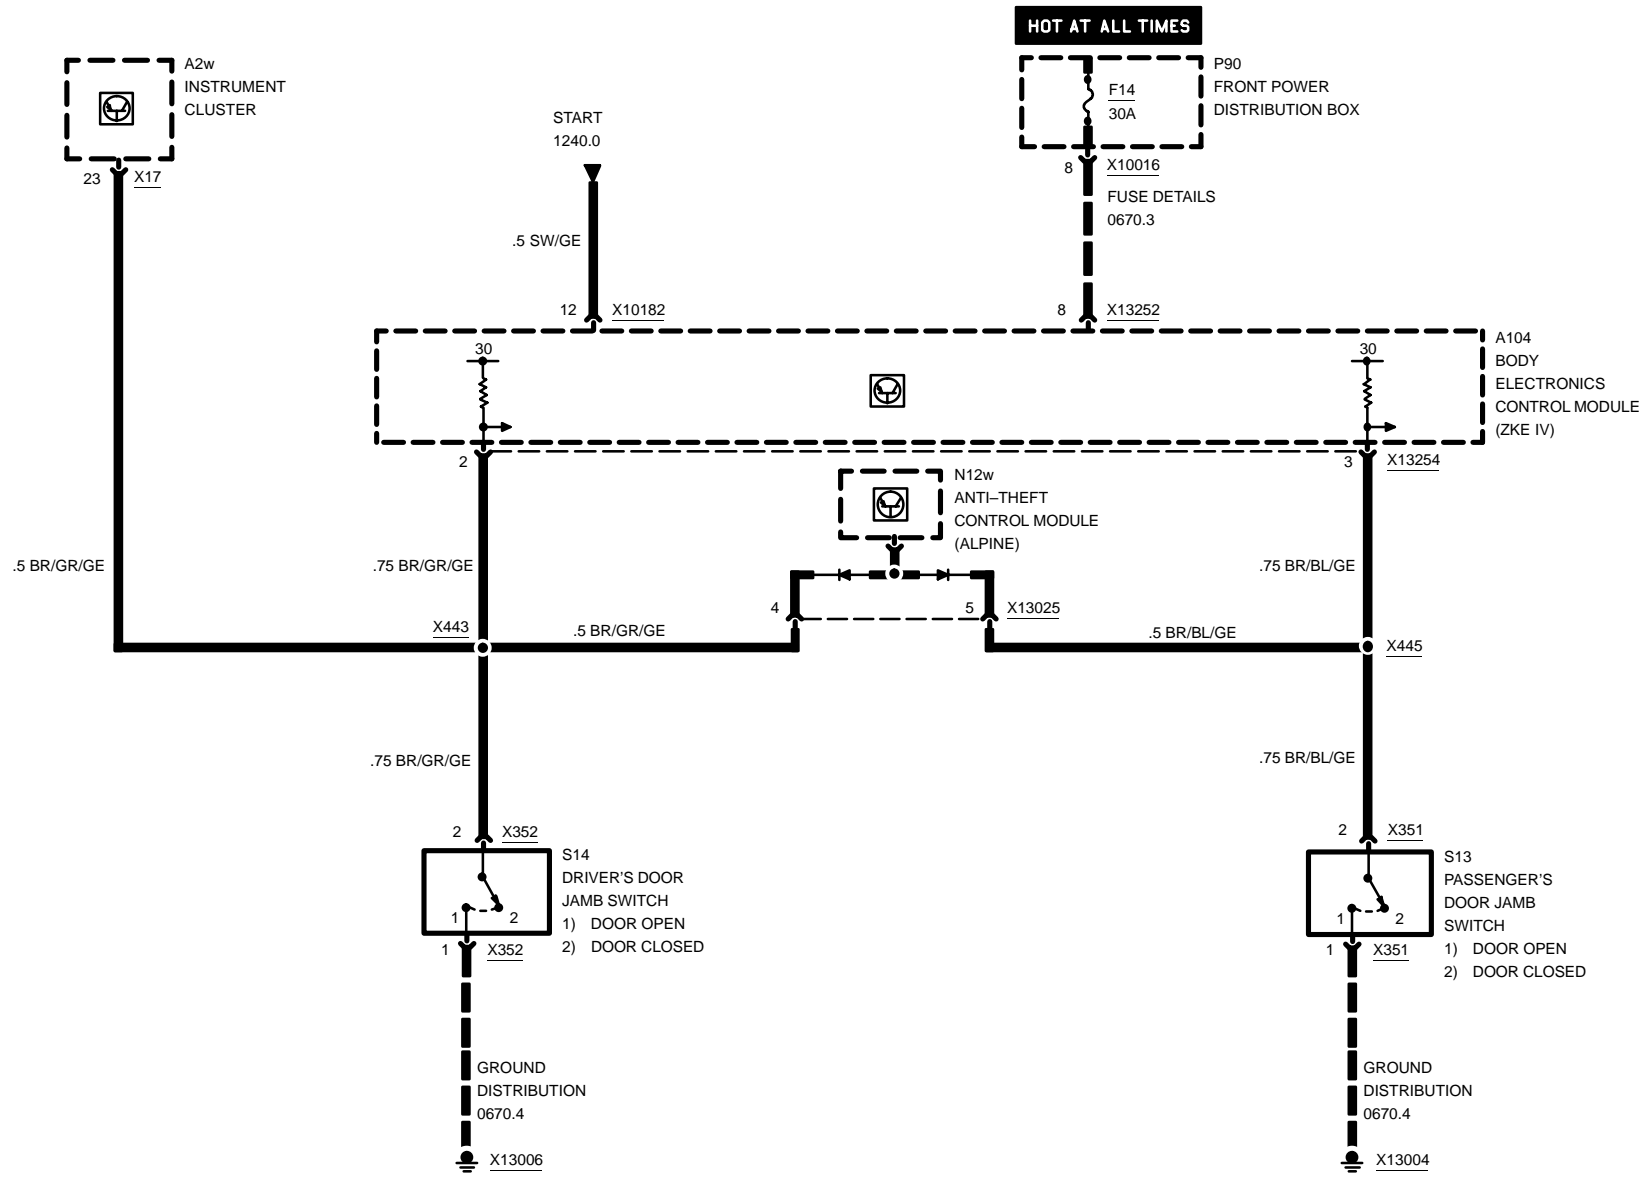 HOT AT ALL TIMES
A2w
INSTRUMENT
CLUSTER
23
X17
START
1240.0
.5 SW/GE
12
X10182
F14
30A
P90
FRONT POWER
DISTRIBUTION BOX
8
X10016
FUSE DETAILS
0670.3
8
X13252
30
30
A104
BODY
ELECTRONICS
CONTROL MODULE
(ZKE IV)
2
3
X13254
N12w
ANTI–THEFT
CONTROL MODULE
(ALPINE)
.5 BR/GR/GE
.75 BR/GR/GE
.75 BR/BL/GE
4
5
X13025
X443
.5 BR/GR/GE
.5 BR/BL/GE
X445
.75 BR/GR/GE
.75 BR/BL/GE
2
X352
S14
DRIVER'S DOOR
JAMB SWITCH
1) DOOR OPEN
2) DOOR CLOSED
1
2
1
X352
2
X351
S13
PASSENGER'S
DOOR JAMB
SWITCH
1) DOOR OPEN
2) DOOR CLOSED
1
2
1
X351
GROUND
DISTRIBUTION
0670.4
X13006
GROUND
DISTRIBUTION
0670.4
X13004